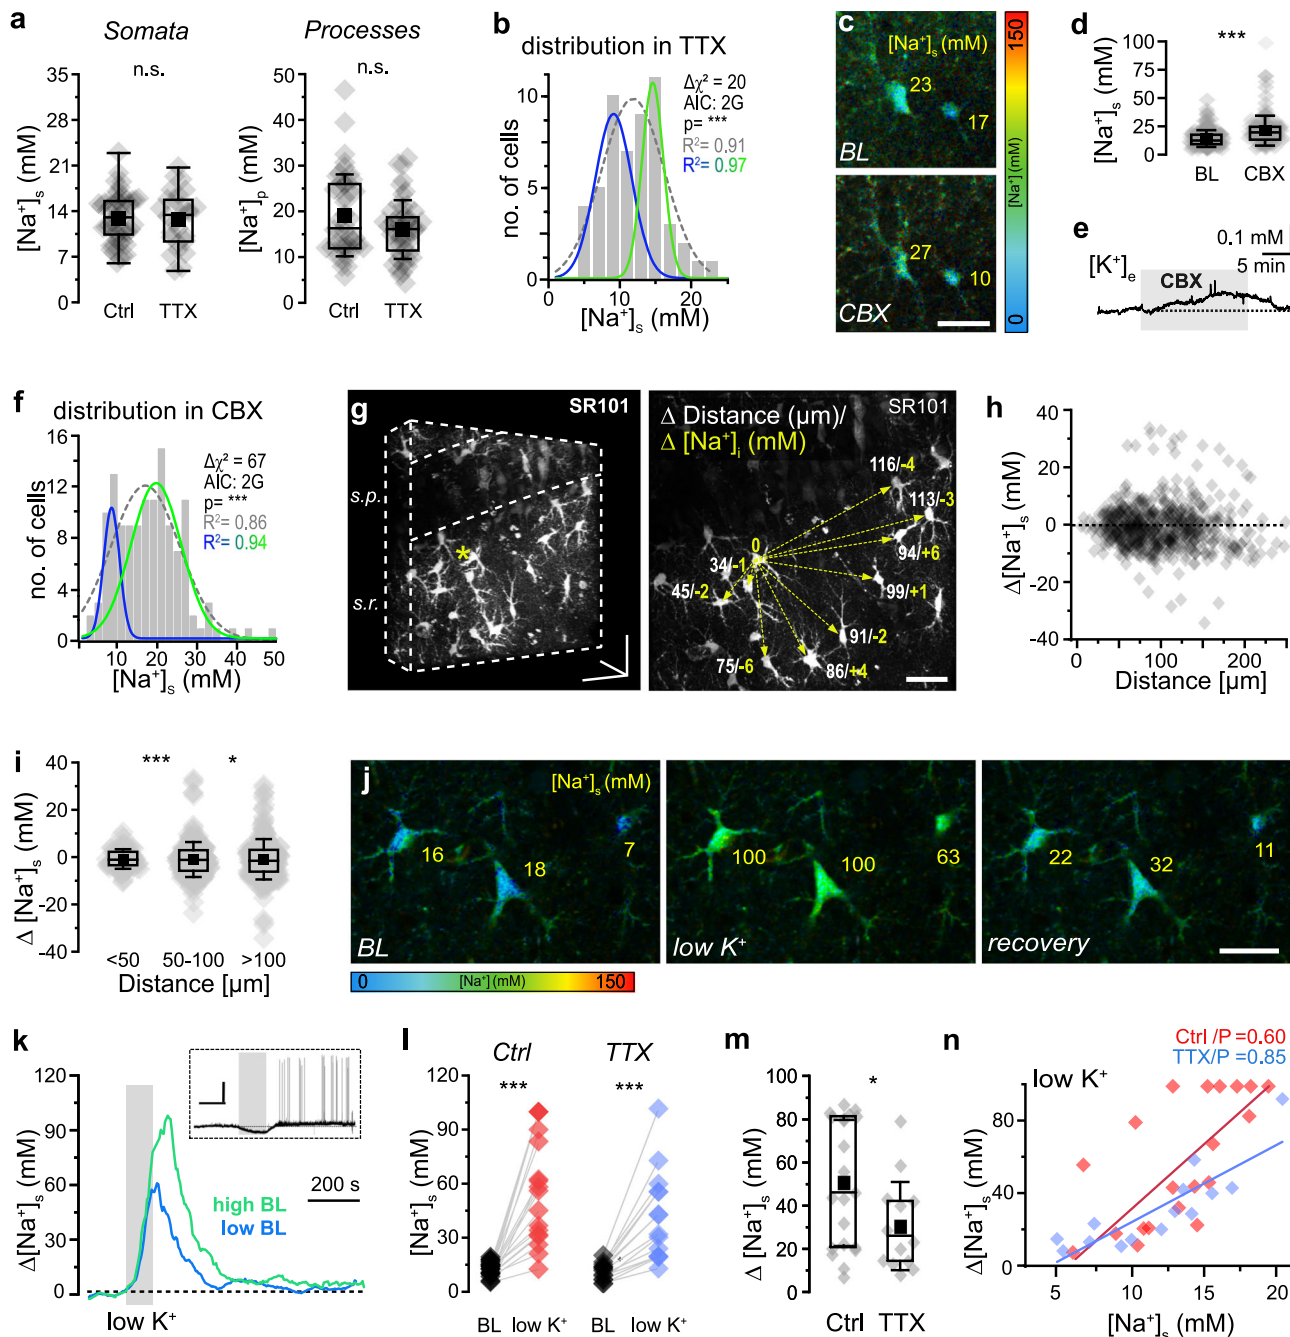 a
Somata
Processes
n.s.
n.s.
[Na⁺]ₛ (mM)
35
28
21
14
7
0
Ctrl
TTX
[Na⁺]ₚ (mM)
50
40
30
20
10
0
Ctrl
TTX
b
distribution in TTX
Δχ² = 20
AIC: 2G
p= ***
R²= 0.91
R²= 0.97
no. of cells
10
5
0
0
10
20
[Na⁺]ₛ (mM)
c
[Na⁺]ₛ (mM)
23
17
BL
27
10
CBX
150
[Na⁺] (mM)
0
d
***
[Na⁺]ₛ (mM)
100
75
50
25
0
BL
CBX
e
0.1 mM
5 min
[K⁺]ₑ
CBX
f
distribution in CBX
Δχ² = 67
AIC: 2G
p= ***
R²= 0.86
R²= 0.94
no. of cells
16
12
8
4
0
10
20
30
40
50
[Na⁺]ₛ (mM)
g
SR101
s.p.
s.r.
*
Δ Distance (µm)/
Δ [Na⁺]ᵢ (mM)
SR101
116/-4
113/-3
94/+6
0
34/-1
45/-2
99/+1
91/-2
75/-6
86/+4
h
Δ[Na⁺]ₛ (mM)
40
20
0
-20
-40
0
50
100
150
200
Distance [µm]
i
***
*
Δ [Na⁺]ₛ (mM)
40
20
0
-20
-40
<50
50-100
>100
Distance [µm]
j
[Na⁺]ₛ (mM)
16
18
7
BL
100
100
63
low K⁺
22
32
11
recovery
0
[Na⁺] (mM)
150
k
Δ[Na⁺]ₛ (mM)
120
90
60
30
0
high BL
low BL
200 s
low K⁺
l
Ctrl
TTX
***
***
[Na⁺]ₛ (mM)
120
90
60
30
0
BL
low K⁺
BL
low K⁺
m
*
Δ [Na⁺]ₛ (mM)
100
80
60
40
20
0
Ctrl
TTX
n
Ctrl /P =0.60
TTX/P =0.85
low K⁺
Δ[Na⁺]ₛ (mM)
100
80
60
40
20
0
5
10
15
20
[Na⁺]ₛ (mM)